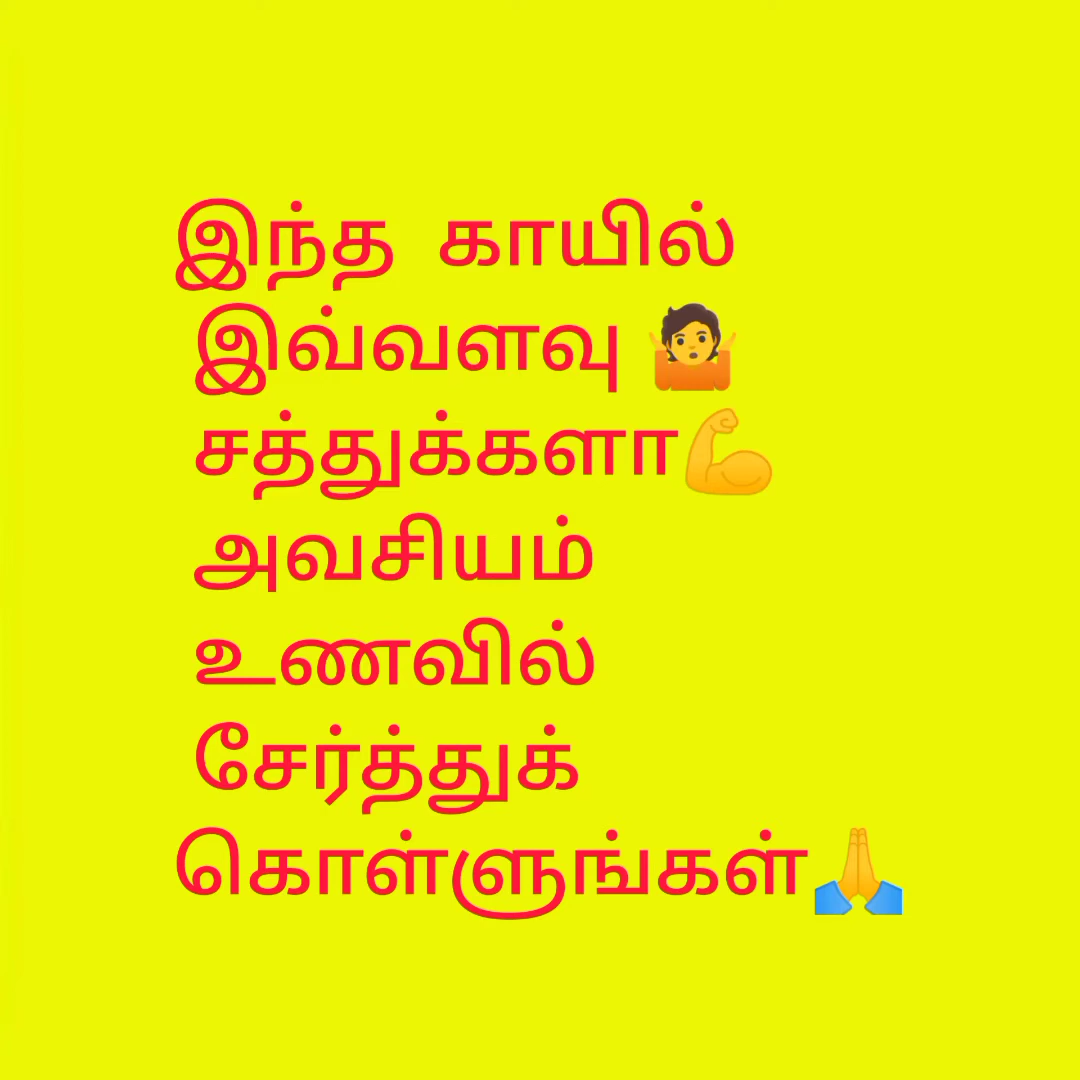 இந்த காயில்
இவ்வளவு 🤷
சத்துக்களா💪
அவசியம்
உணவில்
சேர்த்துக்
கொள்ளுங்கள்🙏